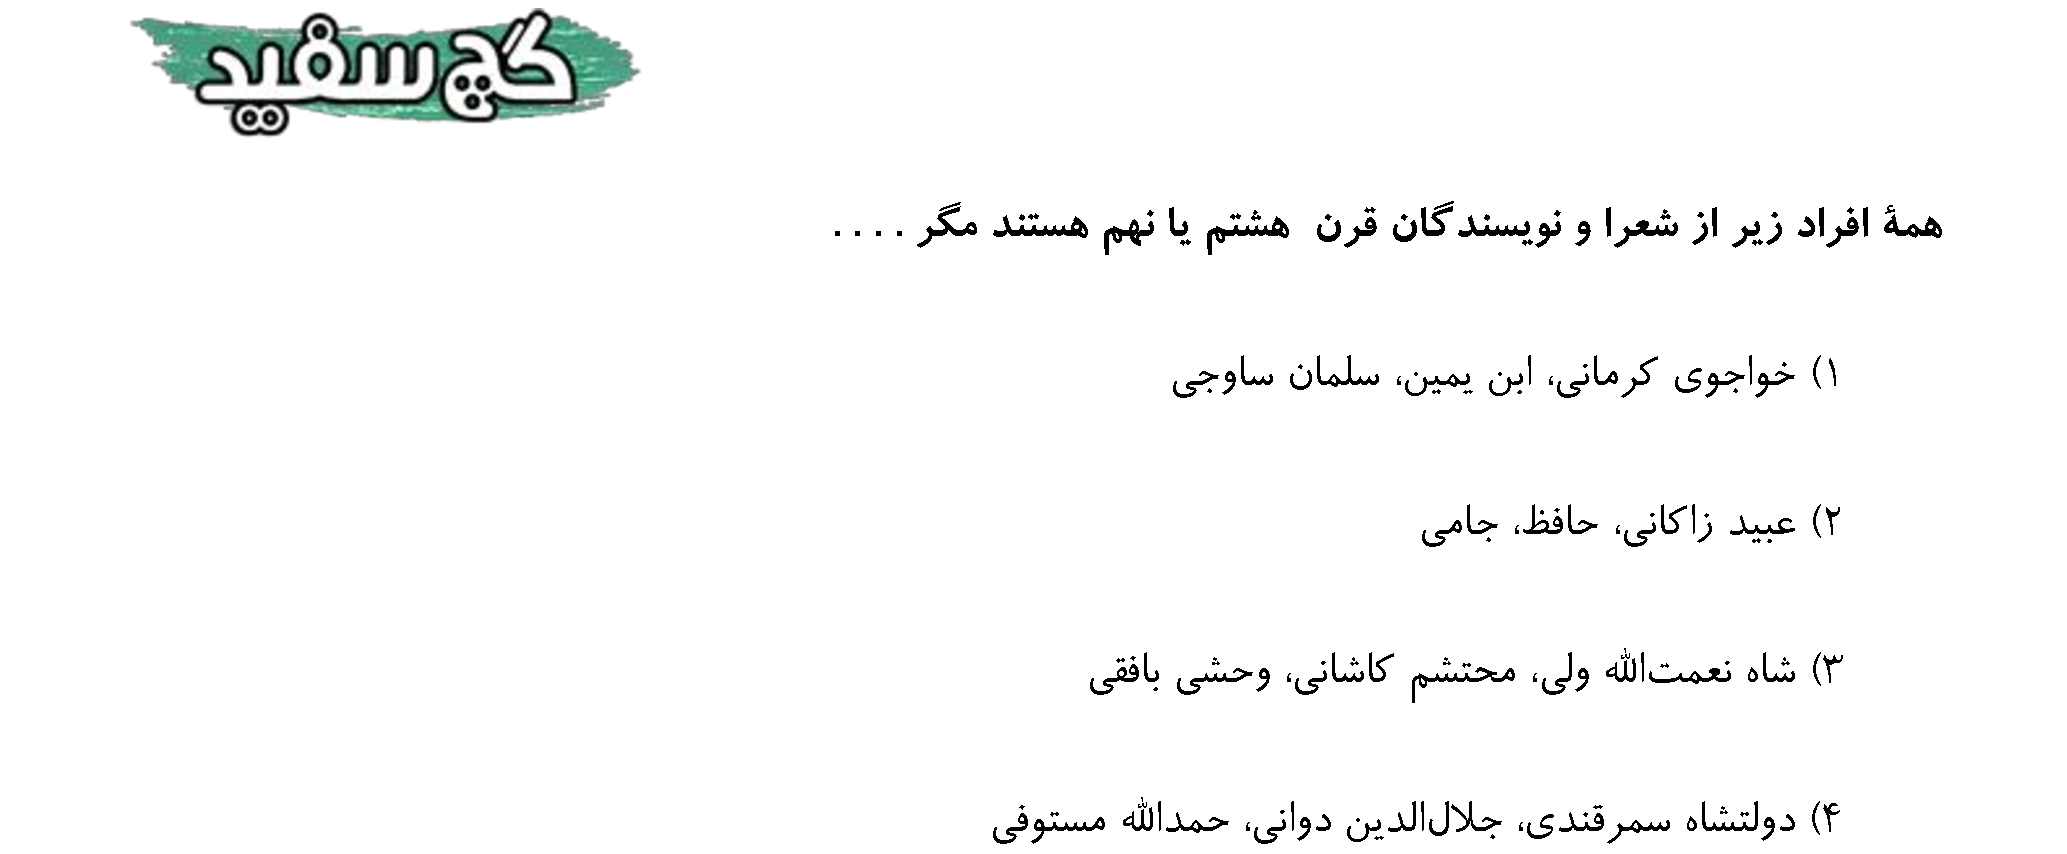 گچ سفید
همۀ افراد زیر از شعرا و نویسندگان قرن هشتم یا نهم هستند مگر . . . .
۱) خواجوی کرمانی، ابن یمین، سلمان ساوجی
۲) عبید زاکانی، حافظ، جامی
۳) شاه نعمت‌الله ولی، محتشم کاشانی، وحشی بافقی
۴) دولتشاه سمرقندی، جلال‌الدین دوانی، حمدالله مستوفی